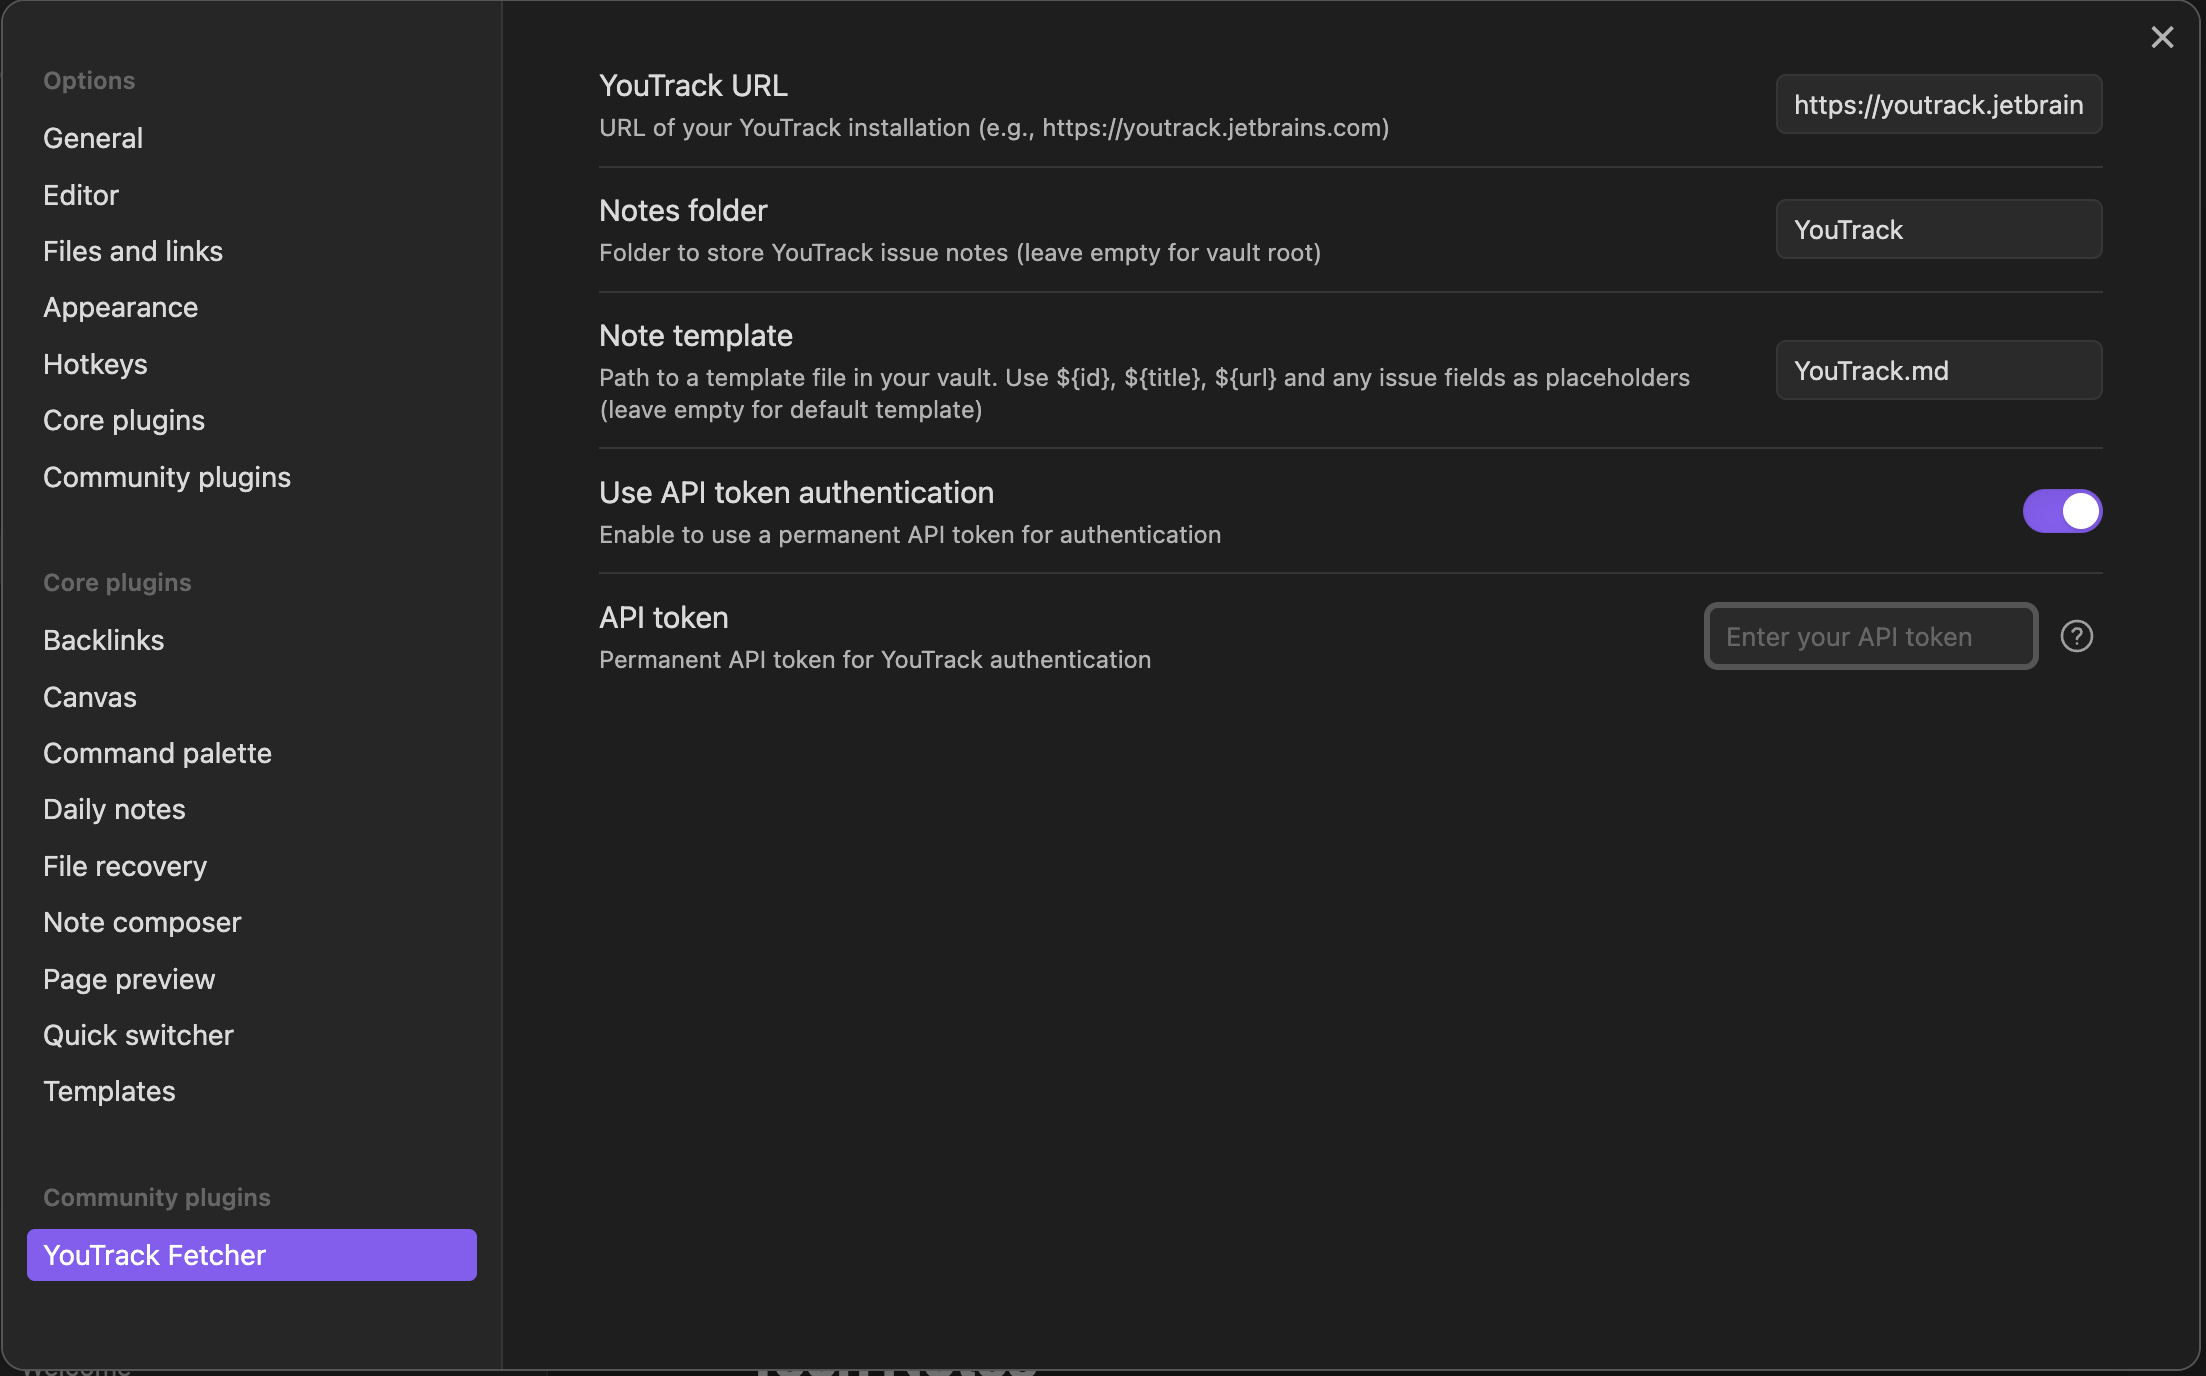 Options
General
Editor
Files and links
Appearance
Hotkeys
Core plugins
Community plugins
Core plugins
Backlinks
Canvas
Command palette
Daily notes
File recovery
Note composer
Page preview
Quick switcher
Templates
Community plugins
YouTrack Fetcher
YouTrack URL
URL of your YouTrack installation (e.g., https://youtrack.jetbrains.com)
https://youtrack.jetbrain
Notes folder
Folder to store YouTrack issue notes (leave empty for vault root)
YouTrack
Note template
Path to a template file in your vault. Use ${id}, ${title}, ${url} and any issue fields as placeholders
(leave empty for default template)
YouTrack.md
Use API token authentication
Enable to use a permanent API token for authentication
API token
Permanent API token for YouTrack authentication
Enter your API token